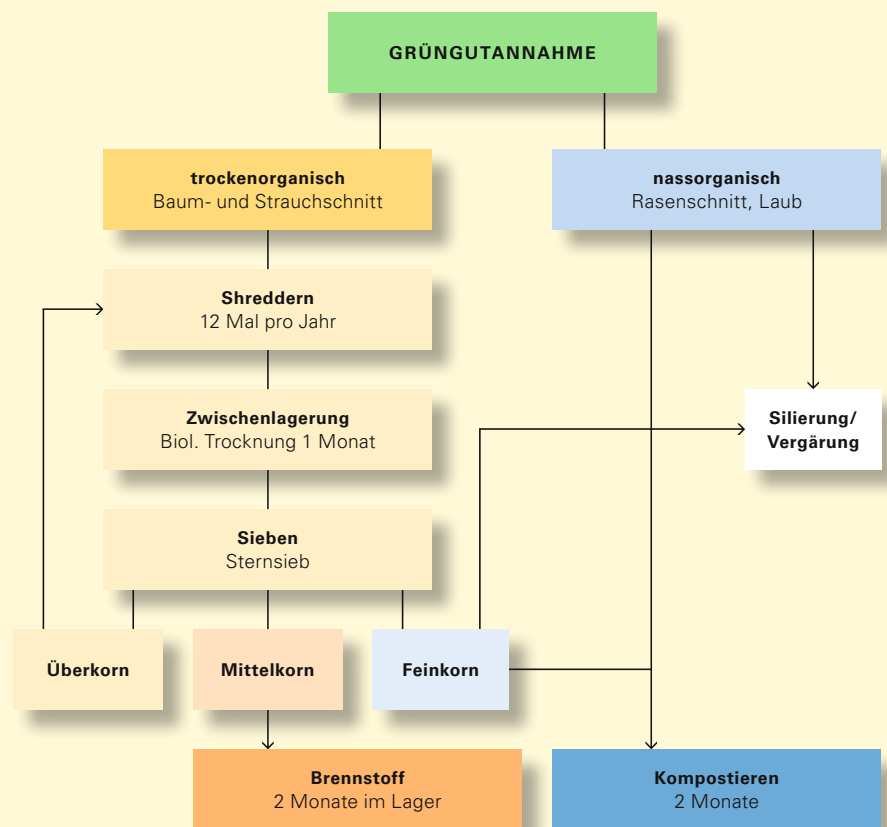 GRÜNGUTANNAHME
trockenorganisch
Baum- und Strauchschnitt
nassorganisch
Rasenschnitt, Laub
Shreddern
12 Mal pro Jahr
Zwischenlagerung
Biol. Trocknung 1 Monat
Silierung/
Vergärung
Sieben
Sternsieb
Überkorn
Mittelkorn
Feinkorn
Brennstoff
2 Monate im Lager
Kompostieren
2 Monate